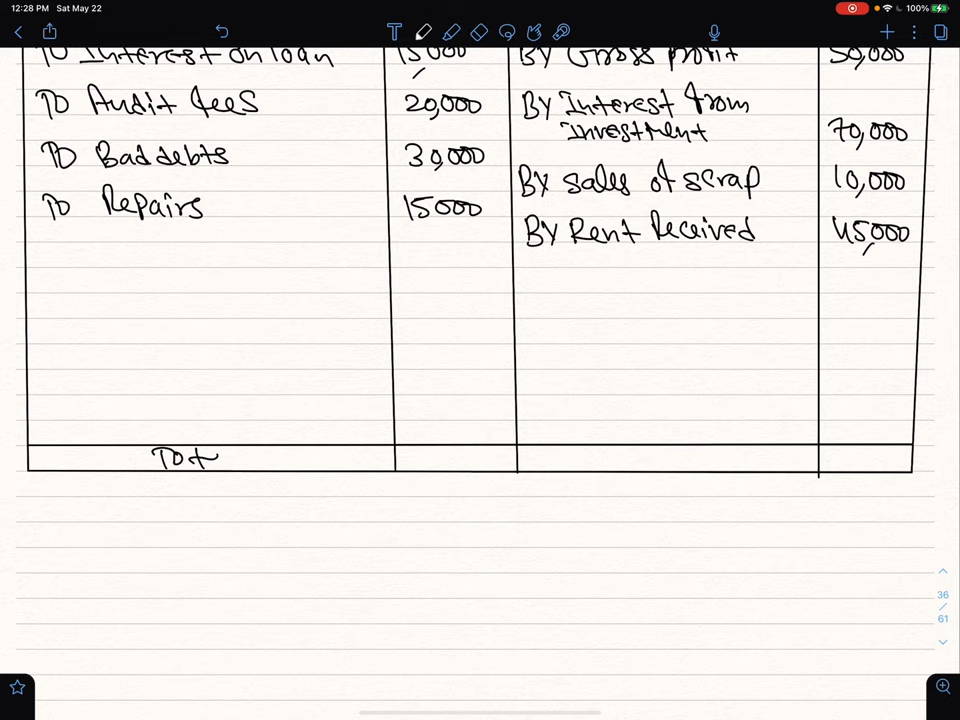 12:28 PM Sat May 22
100%
To Interest on loan 15000 By Gross profit 50,000
To Audit fees 20,000 By Interest from
investment 70,000
To Bad debts 30,000
By sales of scrap 10,000
To Repairs 15000
By Rent Received 45,000
Tot
36
/
61